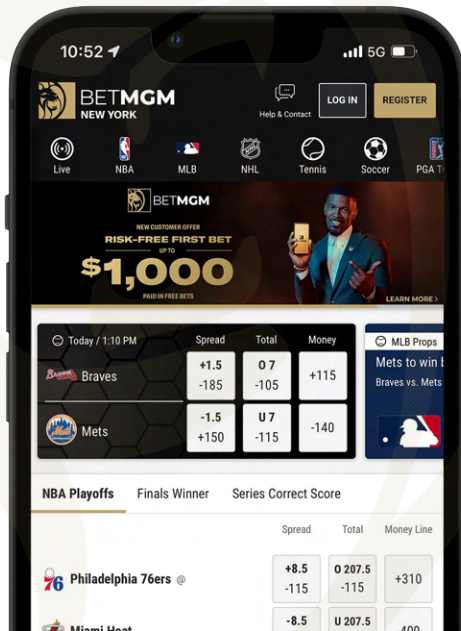 10:52
5G
BETMGM
NEW YORK
Help & Contact
LOG IN
REGISTER
Live
NBA
MLB
NHL
Tennis
Soccer
PGA T
BETMGM
NEW CUSTOMER OFFER
RISK-FREE FIRST BET
UP TO
$1,000
PAID IN FREE BETS
LEARN MORE >
Today / 1:10 PM
Spread
Total
Money
Braves
+1.5
-185
O 7
-105
+115
Mets
-1.5
+150
U 7
-115
-140
MLB Props
Mets to win
Braves vs. Mets
NBA Playoffs
Finals Winner
Series Correct Score
Spread
Total
Money Line
76
Philadelphia 76ers @
+8.5
-115
O 207.5
-115
+310
Miami Heat
-8.5
U 207.5
-400